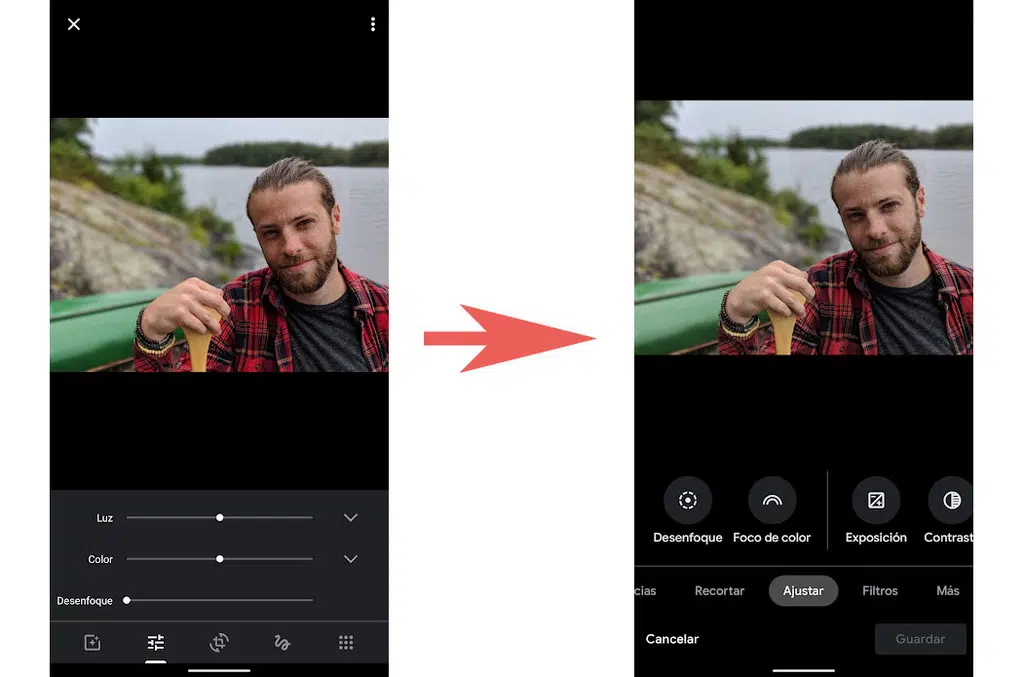 Luz
Color
Desenfoque
Desenfoque Foco de color Exposición Contrast
cias Recortar Ajustar Filtros Más
Cancelar Guardar